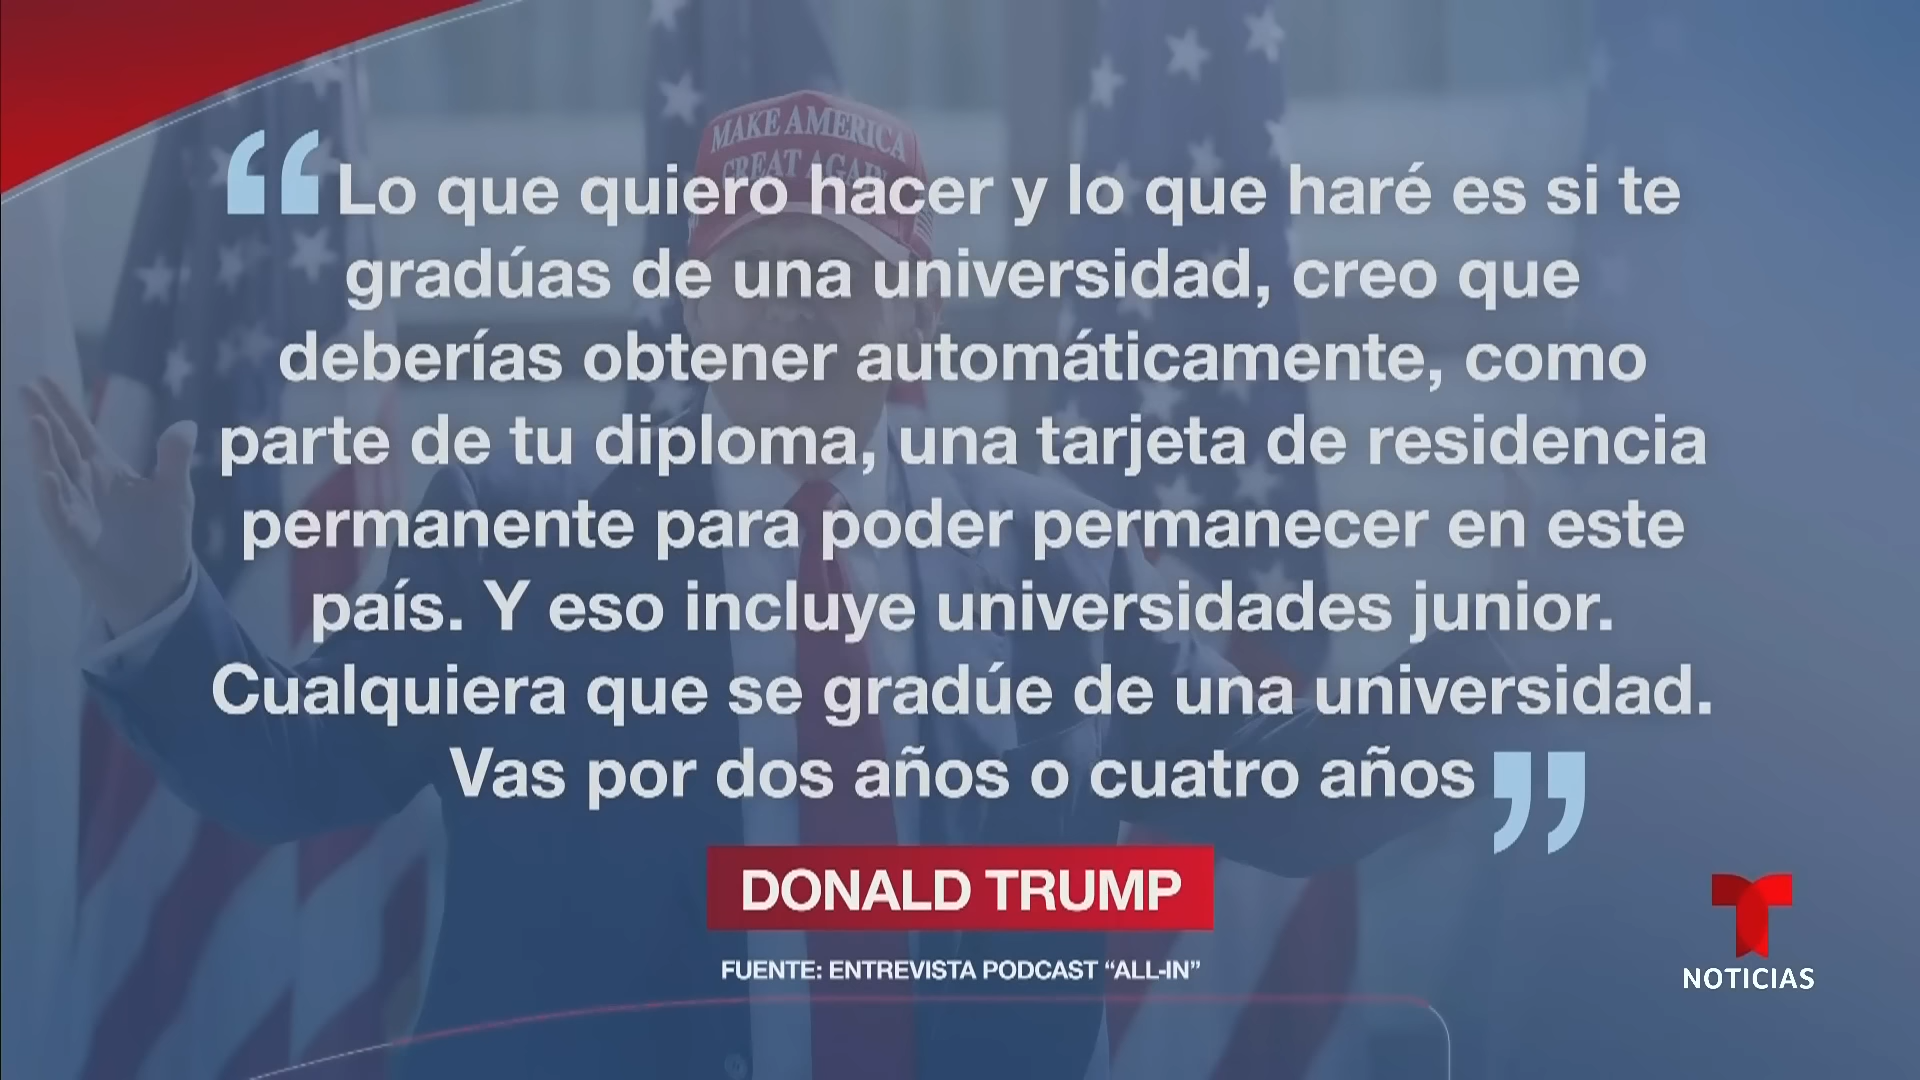 MAKE AMERICA
GREAT AGAIN
“Lo que quiero hacer y lo que haré es si te
gradúas de una universidad, creo que
deberías obtener automáticamente, como
parte de tu diploma, una tarjeta de residencia
permanente para poder permanecer en este
país. Y eso incluye universidades junior.
Cualquiera que se gradúe de una universidad.
Vas por dos años o cuatro años”
DONALD TRUMP
FUENTE: ENTREVISTA PODCAST “ALL-IN”
NOTICIAS